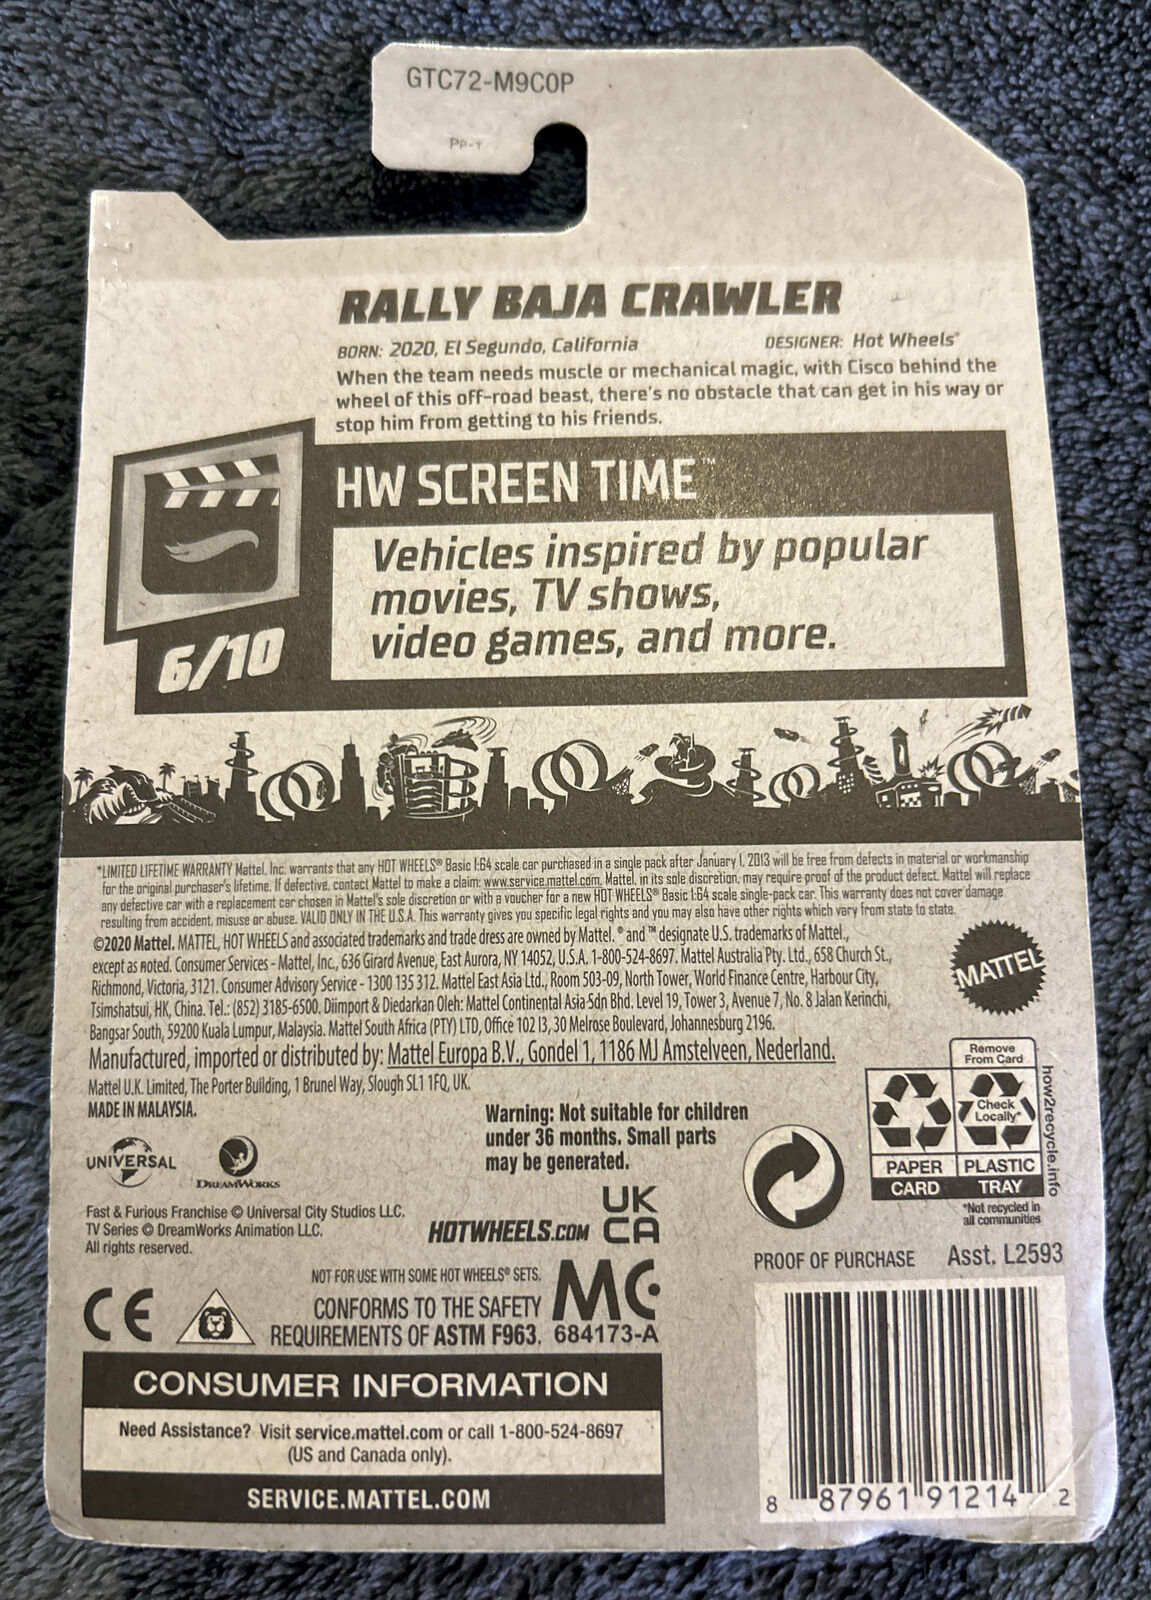 GTC72-M9C0P
PP-T
RALLY BAJA CRAWLER
BORN: 2020, El Segundo, California
DESIGNER: Hot Wheels®
When the team needs muscle or mechanical magic, with Cisco behind the
wheel of this off-road beast, there's no obstacle that can get in his way or
stop him from getting to his friends.
HW SCREEN TIME™
Vehicles inspired by popular
movies, TV shows,
video games, and more.
6/10
*LIMITED LIFETIME WARRANTY Mattel, Inc. warrants that any HOT WHEELS® Basic 1:64 scale car purchased in a single pack after January 1, 2013 will be free from defects in material or workmanship
for the original purchaser's lifetime. If defective, contact Mattel to make a claim: www.service.mattel.com. Mattel, in its sole discretion, may require proof of the product defect. Mattel will replace
any defective car with a replacement car chosen in Mattel's sole discretion or with a voucher for a new HOT WHEELS® Basic 1:64 scale single-pack car. This warranty does not cover damage
resulting from accident, misuse or abuse. VALID ONLY IN THE U.S.A. This warranty gives you specific legal rights and you may also have other rights which vary from state to state.
©2020 Mattel. MATTEL, HOT WHEELS and associated trademarks and trade dress are owned by Mattel. ® and ™ designate U.S. trademarks of Mattel.,
except as noted. Consumer Services - Mattel, Inc., 636 Girard Avenue, East Aurora, NY 14052, U.S.A. 1-800-524-8697. Mattel Australia Pty. Ltd., 658 Church St.,
Richmond, Victoria, 3121. Consumer Advisory Service - 1300 135 312. Mattel East Asia Ltd., Room 503-09, North Tower, World Finance Centre, Harbour City,
Tsimshatsui, HK, China. Tel.: (852) 3185-6500. Diimport & Diedarkan Oleh: Mattel Continental Asia Sdn Bhd. Level 19, Tower 3, Avenue 7, No. 8 Jalan Kerinchi,
Bangsar South, 59200 Kuala Lumpur, Malaysia. Mattel South Africa (PTY) LTD, Office 102 I3, 30 Melrose Boulevard, Johannesburg 2196.
Manufactured, imported or distributed by: Mattel Europa B.V., Gondel 1, 1186 MJ Amstelveen, Nederland.
Mattel U.K. Limited, The Porter Building, 1 Brunel Way, Slough SL1 1FQ, UK.
MADE IN MALAYSIA.
MATTEL
Remove
From Card
Check
Locally*
PAPER
PLASTIC
CARD
TRAY
how2recycle.info
*Not recycled in
all communities
Warning: Not suitable for children
under 36 months. Small parts
may be generated.
UNIVERSAL
DREAMWORKS
Fast & Furious Franchise © Universal City Studios LLC.
TV Series © DreamWorks Animation LLC.
All rights reserved.
HOTWHEELS.COM
UK
CA
PROOF OF PURCHASE
Asst. L2593
NOT FOR USE WITH SOME HOT WHEELS® SETS.
CE
CONFORMS TO THE SAFETY
REQUIREMENTS OF ASTM F963.
MC
684173-A
CONSUMER INFORMATION
Need Assistance? Visit service.mattel.com or call 1-800-524-8697
(US and Canada only).
SERVICE.MATTEL.COM
8 87961 91214 2